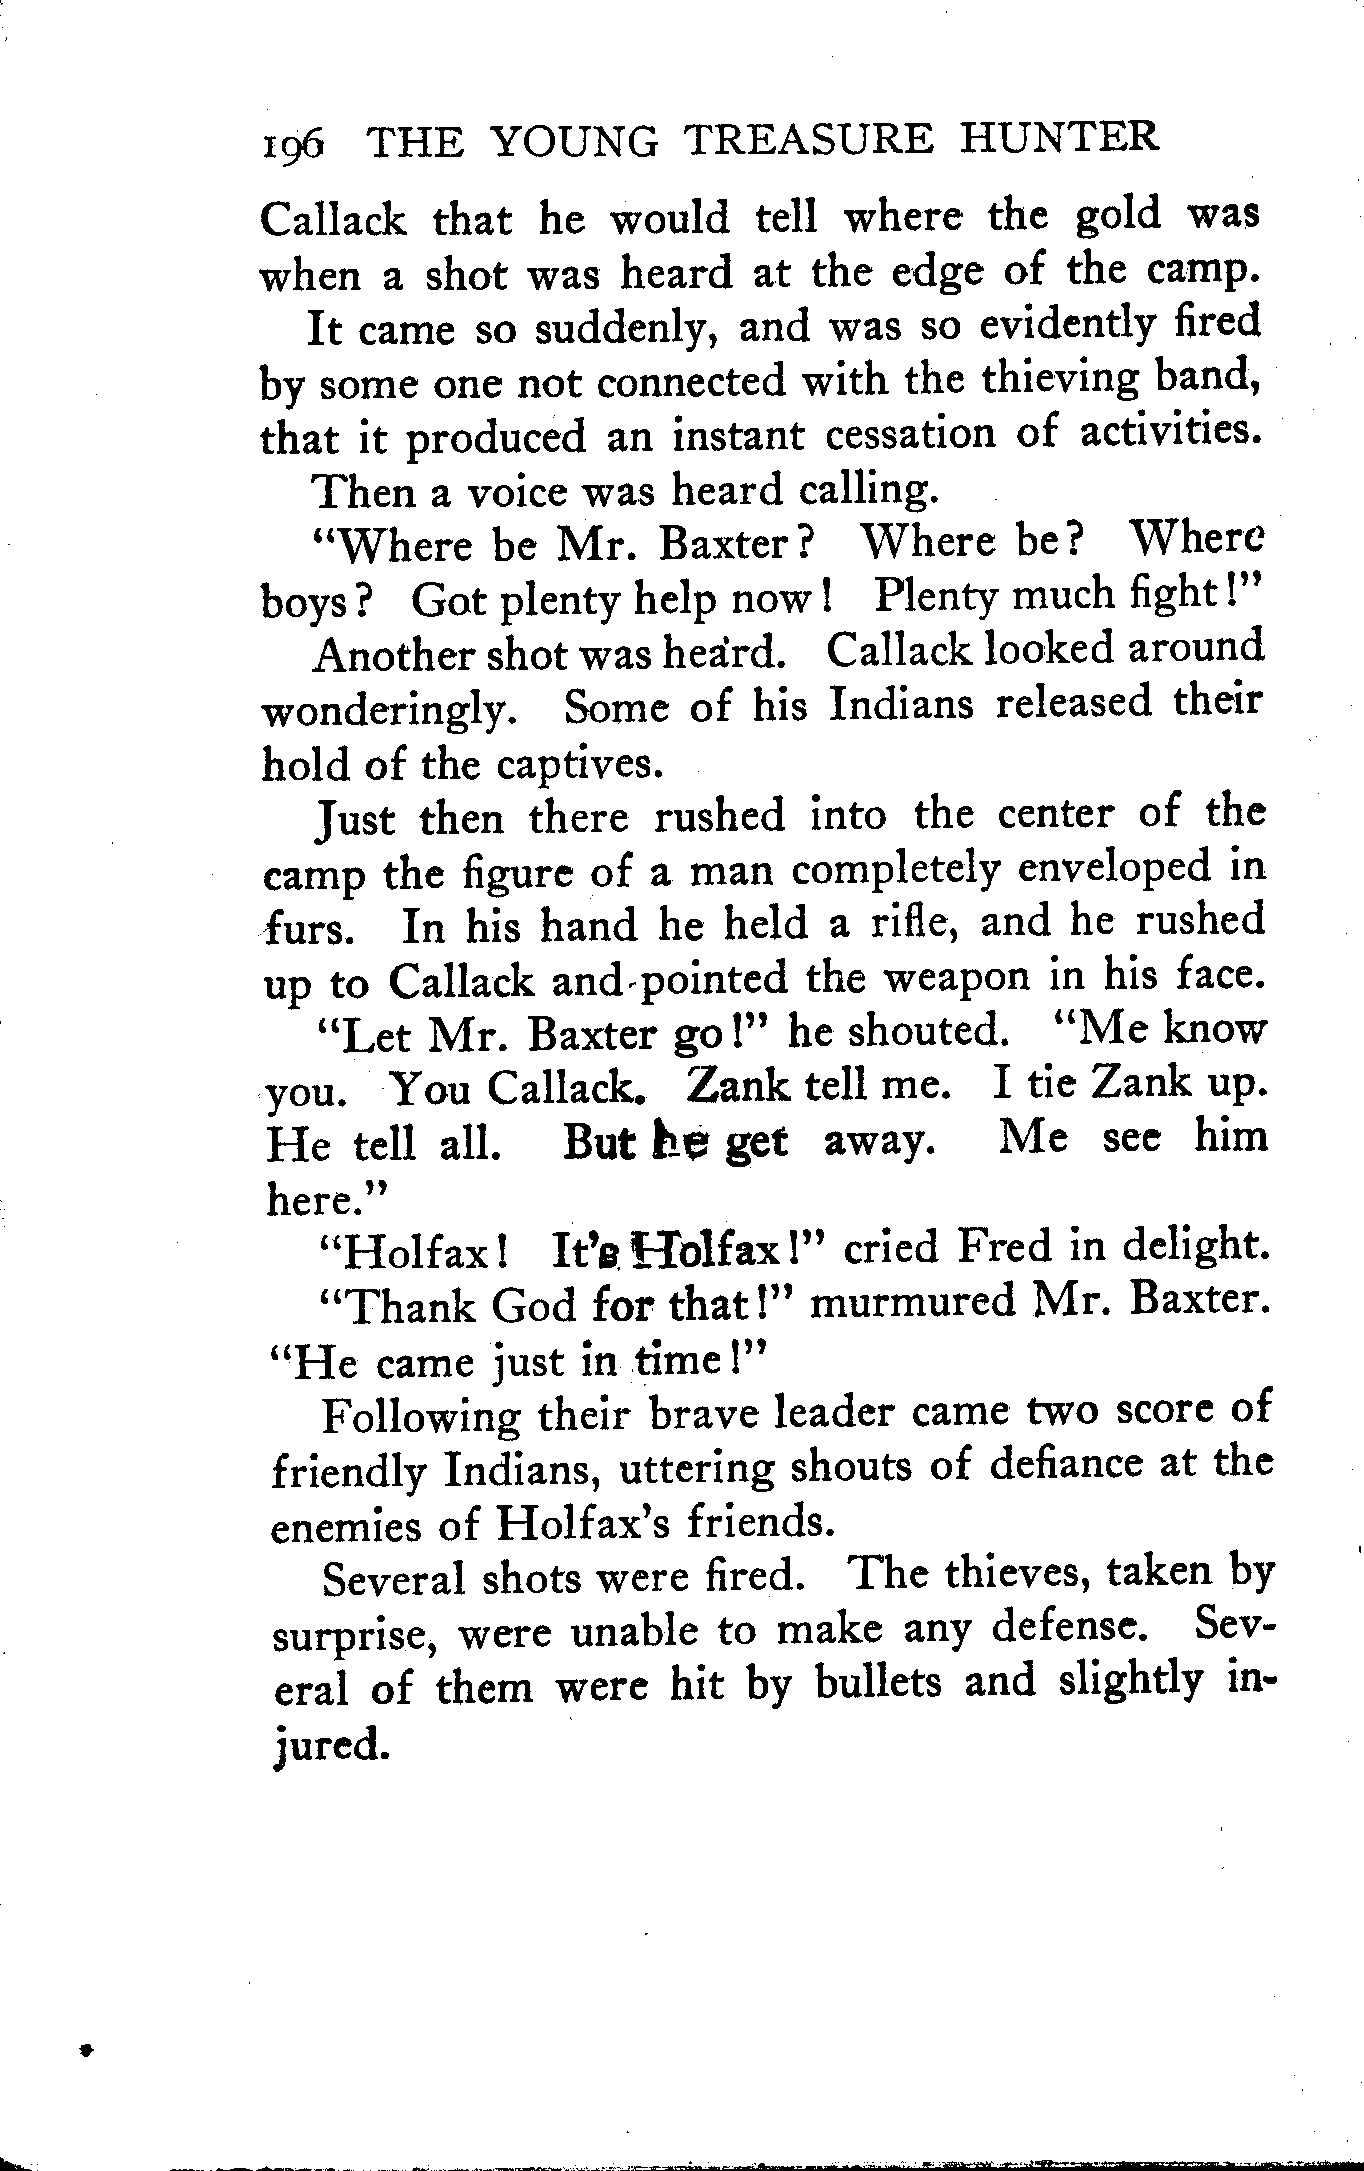 196 THE YOUNG TREASURE HUNTER
Callack that he would tell where the gold was
when a shot was heard at the edge of the camp.
It came so suddenly, and was so evidently fired
by some one not connected with the thieving band,
that it produced an instant cessation of activities.
Then a voice was heard calling.
“Where be Mr. Baxter? Where be? Where
boys? Got plenty help now! Plenty much fight!”
Another shot was heard. Callack looked around
wonderingly. Some of his Indians released their
hold of the captives.
Just then there rushed into the center of the
camp the figure of a man completely enveloped in
furs. In his hand he held a rifle, and he rushed
up to Callack and pointed the weapon in his face.
“Let Mr. Baxter go!” he shouted. “Me know
you. You Callack. Zank tell me. I tie Zank up.
He tell all. But he get away. Me see him
here.”
“Holfax! It’s Holfax!” cried Fred in delight.
“Thank God for that!” murmured Mr. Baxter.
“He came just in time!”
Following their brave leader came two score of
friendly Indians, uttering shouts of defiance at the
enemies of Holfax’s friends.
Several shots were fired. The thieves, taken by
surprise, were unable to make any defense. Sev-
eral of them were hit by bullets and slightly in-
jured.